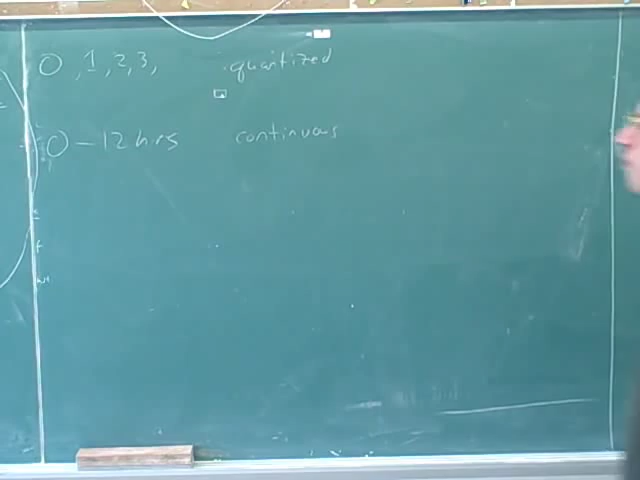 0, 1, 2, 3, quantized
0 - 12 hrs continuous